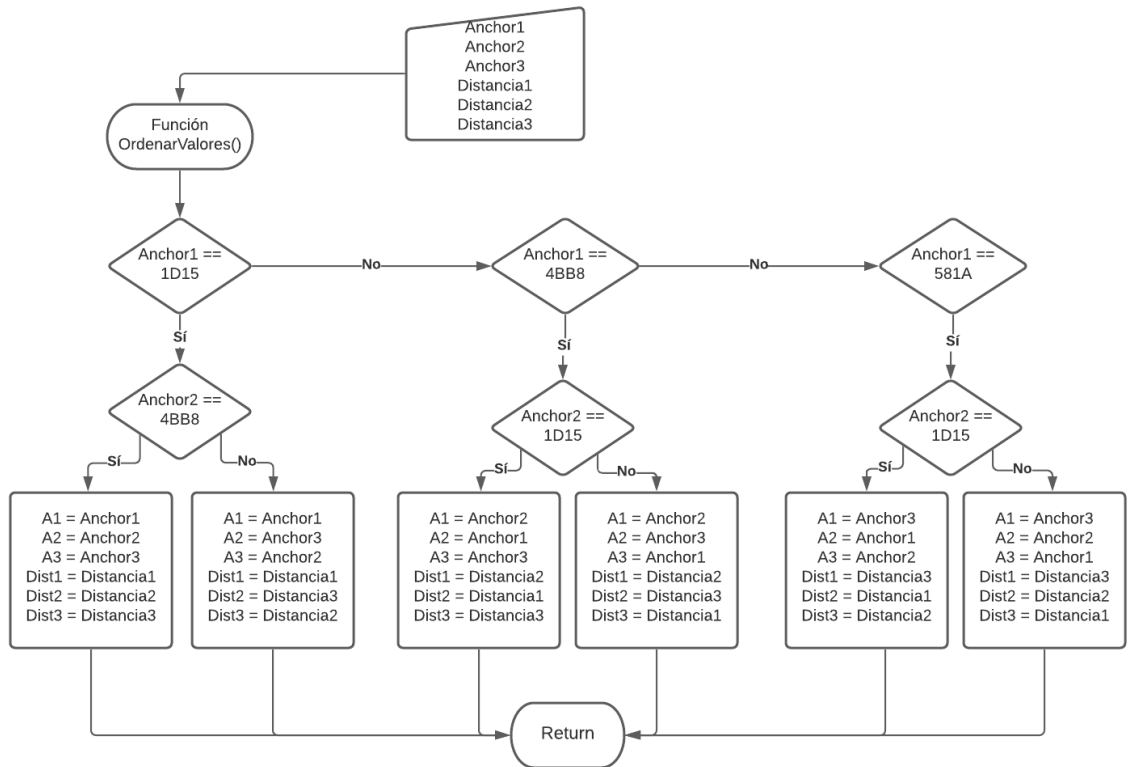 Anchor1
Anchor2
Anchor3
Distancia1
Distancia2
Distancia3
Función
OrdenarValores()
Anchor1 ==
1D15
No
Anchor1 ==
4BB8
No
Anchor1 ==
581A
Sí
Sí
Sí
Anchor2 ==
4BB8
Anchor2 ==
1D15
Anchor2 ==
1D15
Sí
No
Sí
No
Sí
No
A1 = Anchor1
A2 = Anchor2
A3 = Anchor3
Dist1 = Distancia1
Dist2 = Distancia2
Dist3 = Distancia3
A1 = Anchor1
A2 = Anchor3
A3 = Anchor2
Dist1 = Distancia1
Dist2 = Distancia3
Dist3 = Distancia2
A1 = Anchor2
A2 = Anchor1
A3 = Anchor3
Dist1 = Distancia2
Dist2 = Distancia1
Dist3 = Distancia3
A1 = Anchor2
A2 = Anchor3
A3 = Anchor1
Dist1 = Distancia2
Dist2 = Distancia3
Dist3 = Distancia1
A1 = Anchor3
A2 = Anchor1
A3 = Anchor2
Dist1 = Distancia3
Dist2 = Distancia1
Dist3 = Distancia2
A1 = Anchor3
A2 = Anchor2
A3 = Anchor1
Dist1 = Distancia3
Dist2 = Distancia2
Dist3 = Distancia1
Return